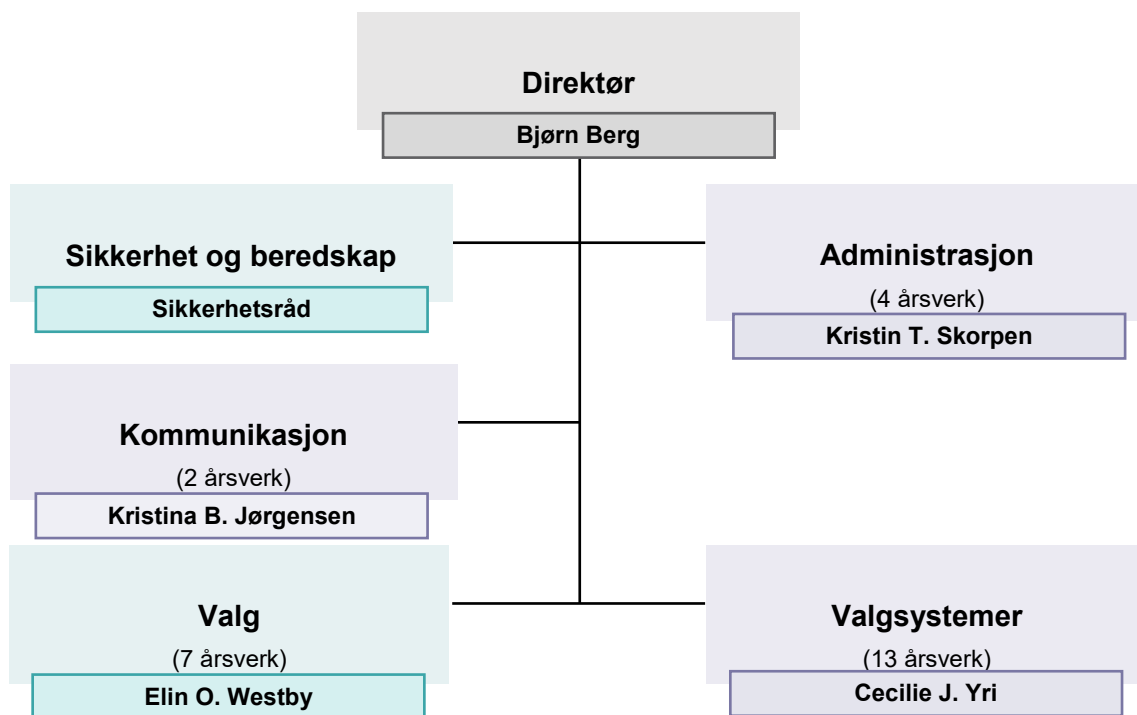 Direktør
Bjørn Berg
Sikkerhet og beredskap
Sikkerhetsråd
Administrasjon
(4 årsverk)
Kristin T. Skorpen
Kommunikasjon
(2 årsverk)
Kristina B. Jørgensen
Valg
(7 årsverk)
Elin O. Westby
Valgsystemer
(13 årsverk)
Cecilie J. Yri